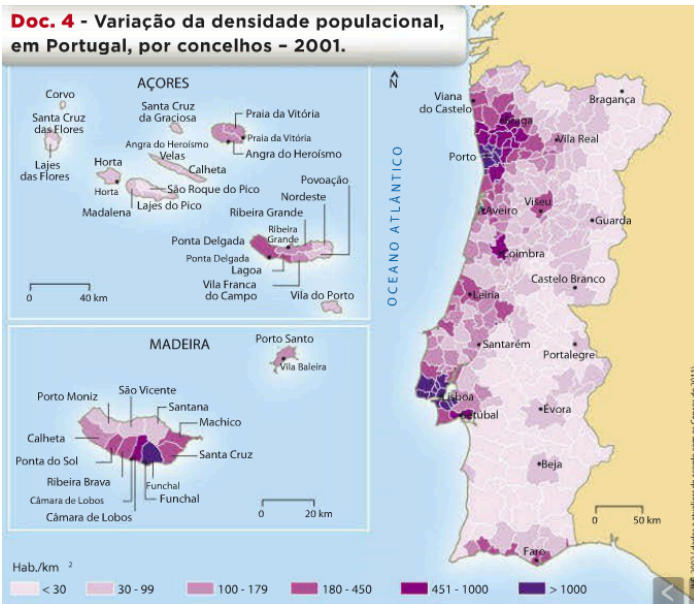 Doc. 4 - Variação da densidade populacional,
em Portugal, por concelhos – 2001.
AÇORES
Corvo
Santa Cruz
das Flores
Lajes
das Flores
Santa Cruz
da Graciosa
Praia da Vitória
Praia da Vitória
Angra do Heroísmo
Angra do Heroísmo
Velas
Calheta
Horta
Horta
São Roque do Pico
Madalena
Lajes do Pico
Povoação
Nordeste
Ribeira Grande
Ribeira
Grande
Ponta Delgada
Ponta Delgada
Lagoa
Vila Franca
do Campo
Vila do Porto
0 40 km
MADEIRA
Porto Santo
Vila Baleira
São Vicente
Porto Moniz
Santana
Machico
Calheta
Santa Cruz
Ponta do Sol
Ribeira Brava
Funchal
Câmara de Lobos
Funchal
Câmara de Lobos
0 20 km
N
OCEANO ATLÂNTICO
Viana
do Castelo
Bragança
Braga
Vila Real
Porto
Viseu
Aveiro
Guarda
Coimbra
Castelo Branco
Leiria
Santarém
Portalegre
Lisboa
Setúbal
Évora
Beja
Faro
0 50 km
Hab./km 2
< 30
30 - 99
100 - 179
180 - 450
451 - 1000
> 1000